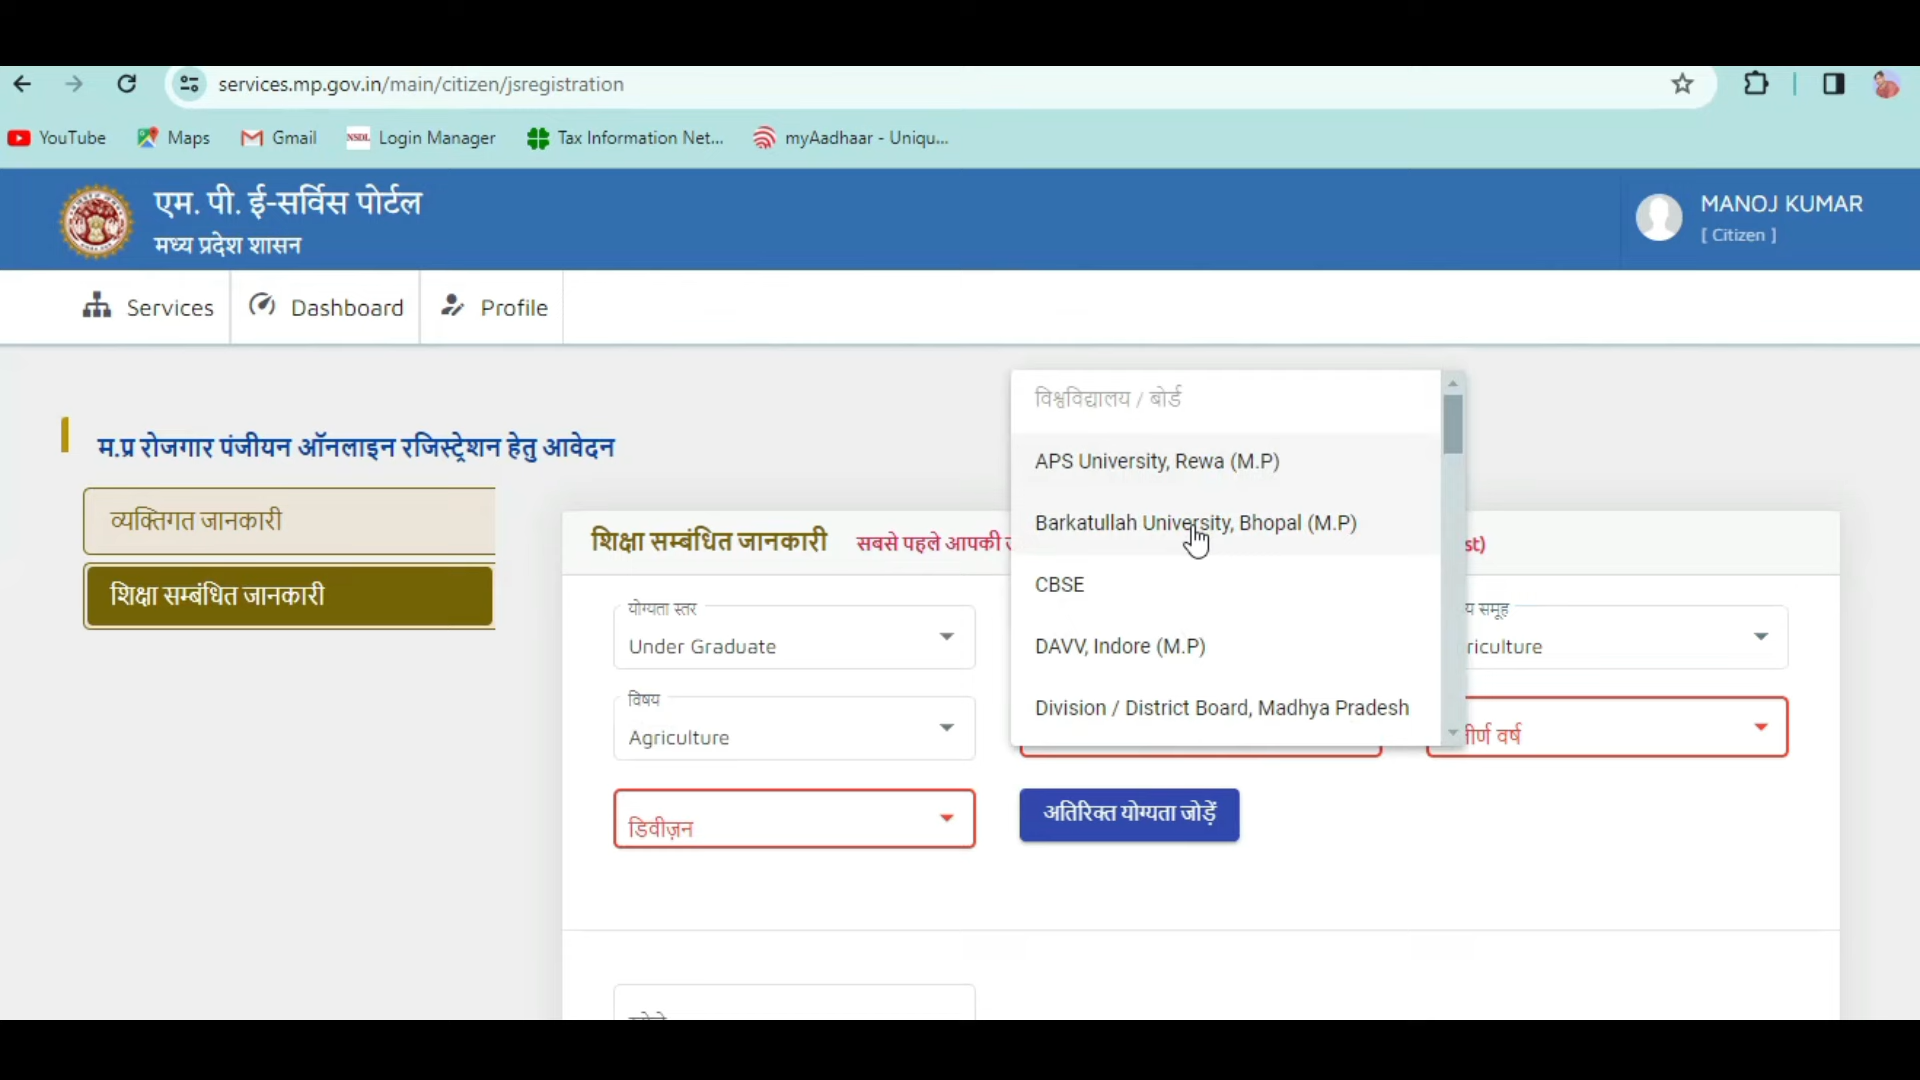 services.mp.gov.in/main/citizen/jsregistration
YouTube Maps Gmail NSDL Login Manager Tax Information Net... myAadhaar - Uniqu...
एम. पी. ई-सर्विस पोर्टल
मध्य प्रदेश शासन
MANOJ KUMAR
[ Citizen ]
Services Dashboard Profile
म.प्र रोजगार पंजीयन ऑनलाइन रजिस्ट्रेशन हेतु आवेदन
व्यक्तिगत जानकारी
शिक्षा सम्बंधित जानकारी
विश्वविद्यालय / बोर्ड
APS University, Rewa (M.P)
Barkatullah University, Bhopal (M.P)
CBSE
DAVV, Indore (M.P)
Division / District Board, Madhya Pradesh
शिक्षा सम्बंधित जानकारी सबसे पहले आपकी st)
योग्यता स्तर
Under Graduate
य समूह
riculture
विषय
Agriculture
ीर्ण वर्ष
डिवीज़न
अतिरिक्त योग्यता जोड़ें